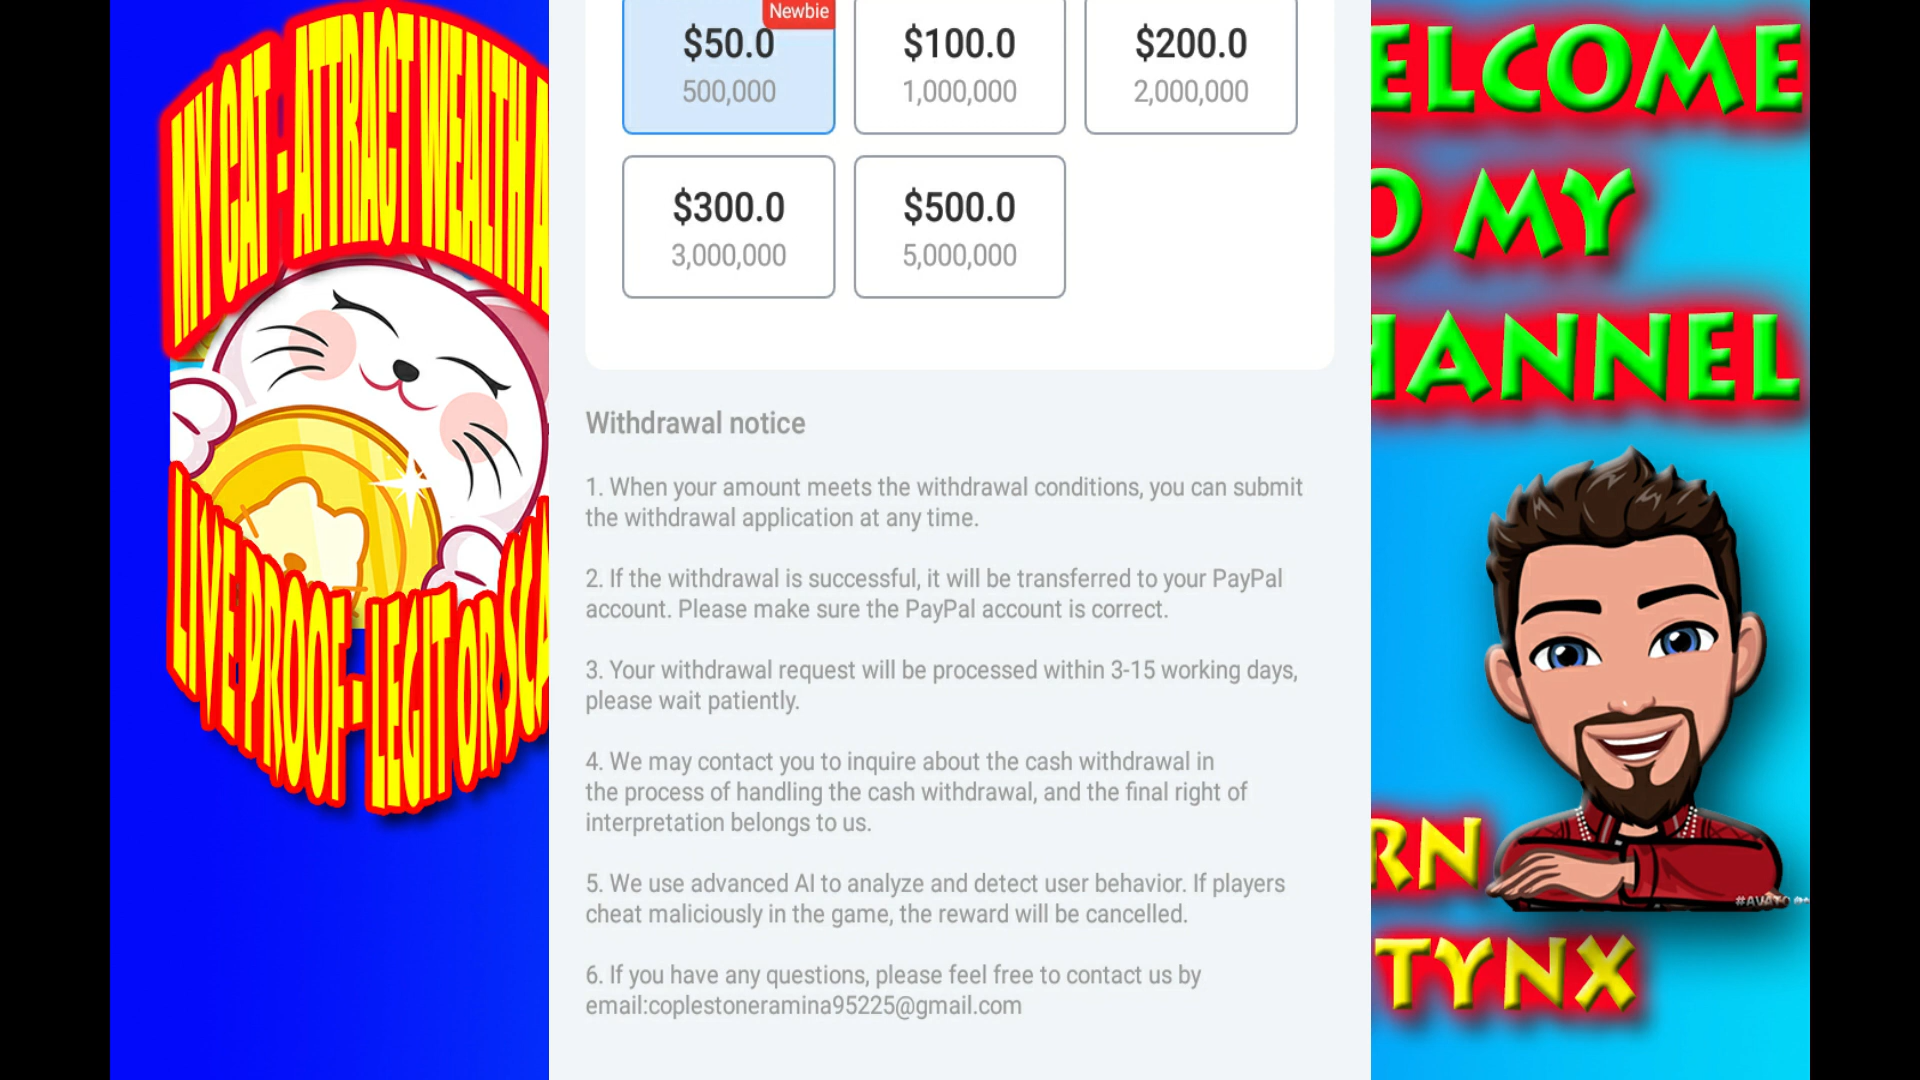 MY CAT - ATTRACT WEALTH A
LIVE PROOF - LEGIT OR SCA
Newbie
$50.0
500,000
$100.0
1,000,000
$200.0
2,000,000
$300.0
3,000,000
$500.0
5,000,000
Withdrawal notice
1. When your amount meets the withdrawal conditions, you can submit
the withdrawal application at any time.
2. If the withdrawal is successful, it will be transferred to your PayPal
account. Please make sure the PayPal account is correct.
3. Your withdrawal request will be processed within 3-15 working days,
please wait patiently.
4. We may contact you to inquire about the cash withdrawal in
the process of handling the cash withdrawal, and the final right of
interpretation belongs to us.
5. We use advanced AI to analyze and detect user behavior. If players
cheat maliciously in the game, the reward will be cancelled.
6. If you have any questions, please feel free to contact us by
email:coplestoneramina95225@gmail.com
ELCOME
O MY
HANNEL
RN
TYNX